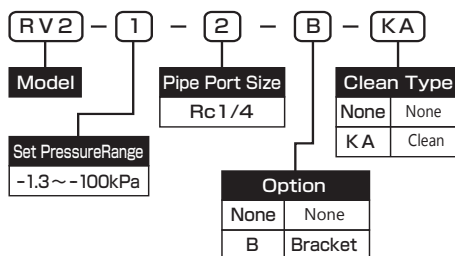 RV2 - 1 - 2 - B - KA
Model
Pipe Port Size
Rc1/4
Clean Type
None None
KA Clean
Set PressureRange
-1.3～-100kPa
Option
None None
B Bracket